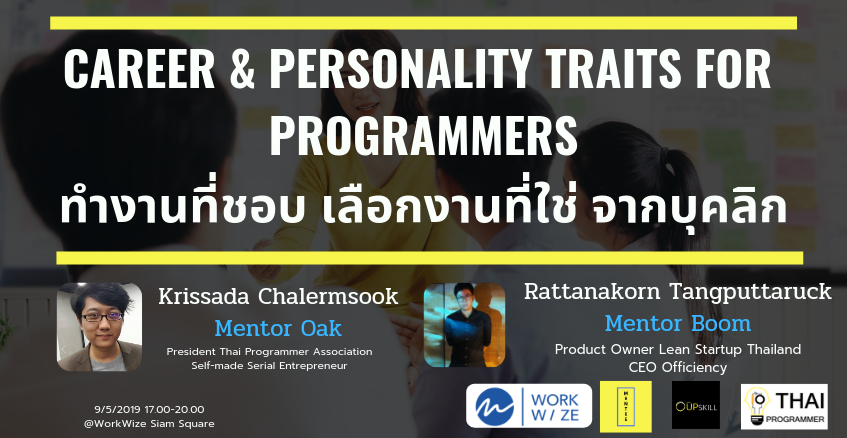 CAREER & PERSONALITY TRAITS FOR
PROGRAMMERS
ทำงานที่ชอบ เลือกงานที่ใช่ จากบุคลิก
Krissada Chalermsook
Mentor Oak
President Thai Programmer Association
Self-made Serial Entrepreneur
Rattanakorn Tangputtaruck
Mentor Boom
Product Owner Lean Startup Thailand
CEO Officiency
9/5/2019 17.00-20.00
@WorkWize Siam Square
WORK
W/ZE
MENTEE
OÜPSKILL
THAI
PROGRAMMER